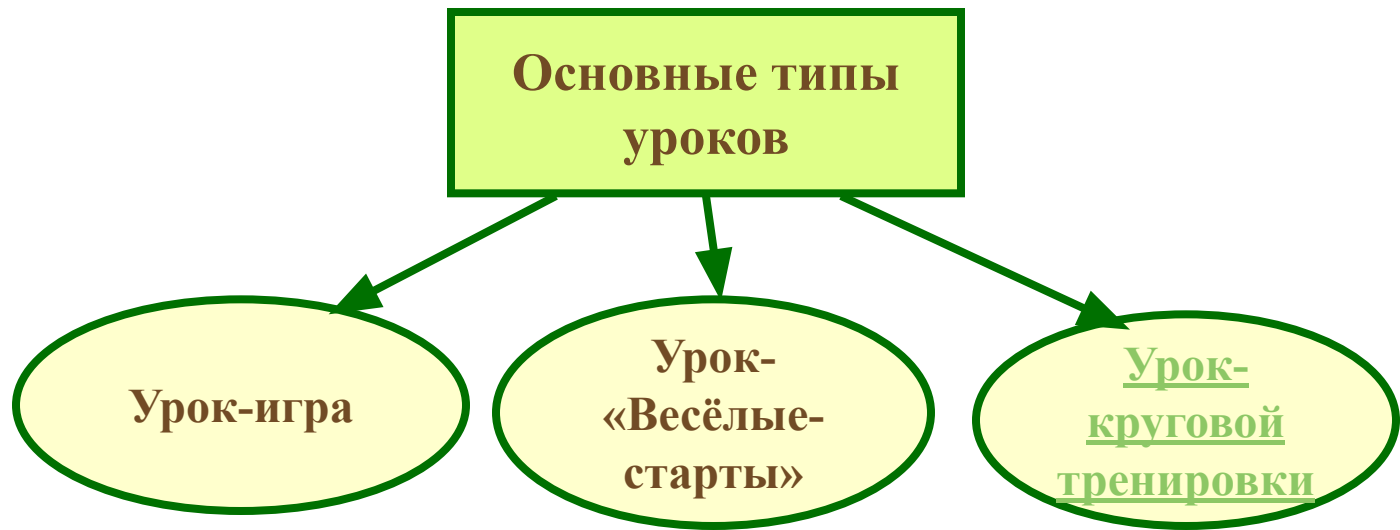 Основные типы
уроков
Урок-игра
Урок-
«Весёлые-
старты»
Урок-
круговой
тренировки